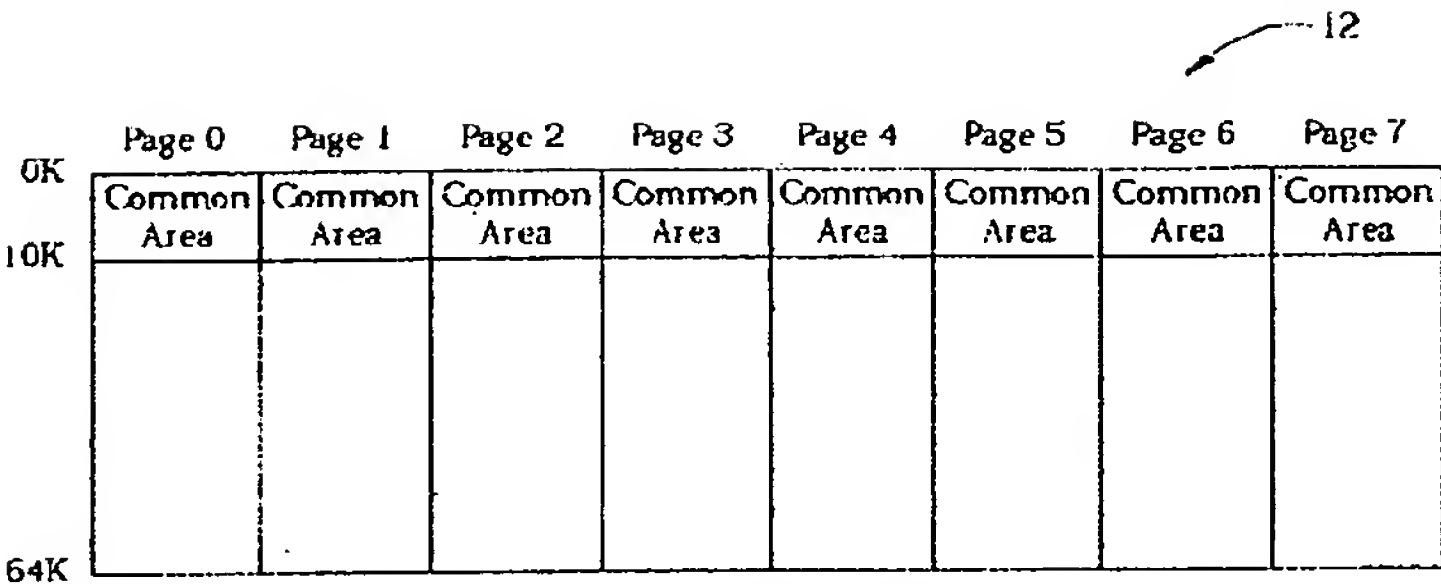 12
Page 0 Page 1 Page 2 Page 3 Page 4 Page 5 Page 6 Page 7
0K
Common Common Common Common Common Common Common Common
Area Area Area Area Area Area Area Area
10K
64K